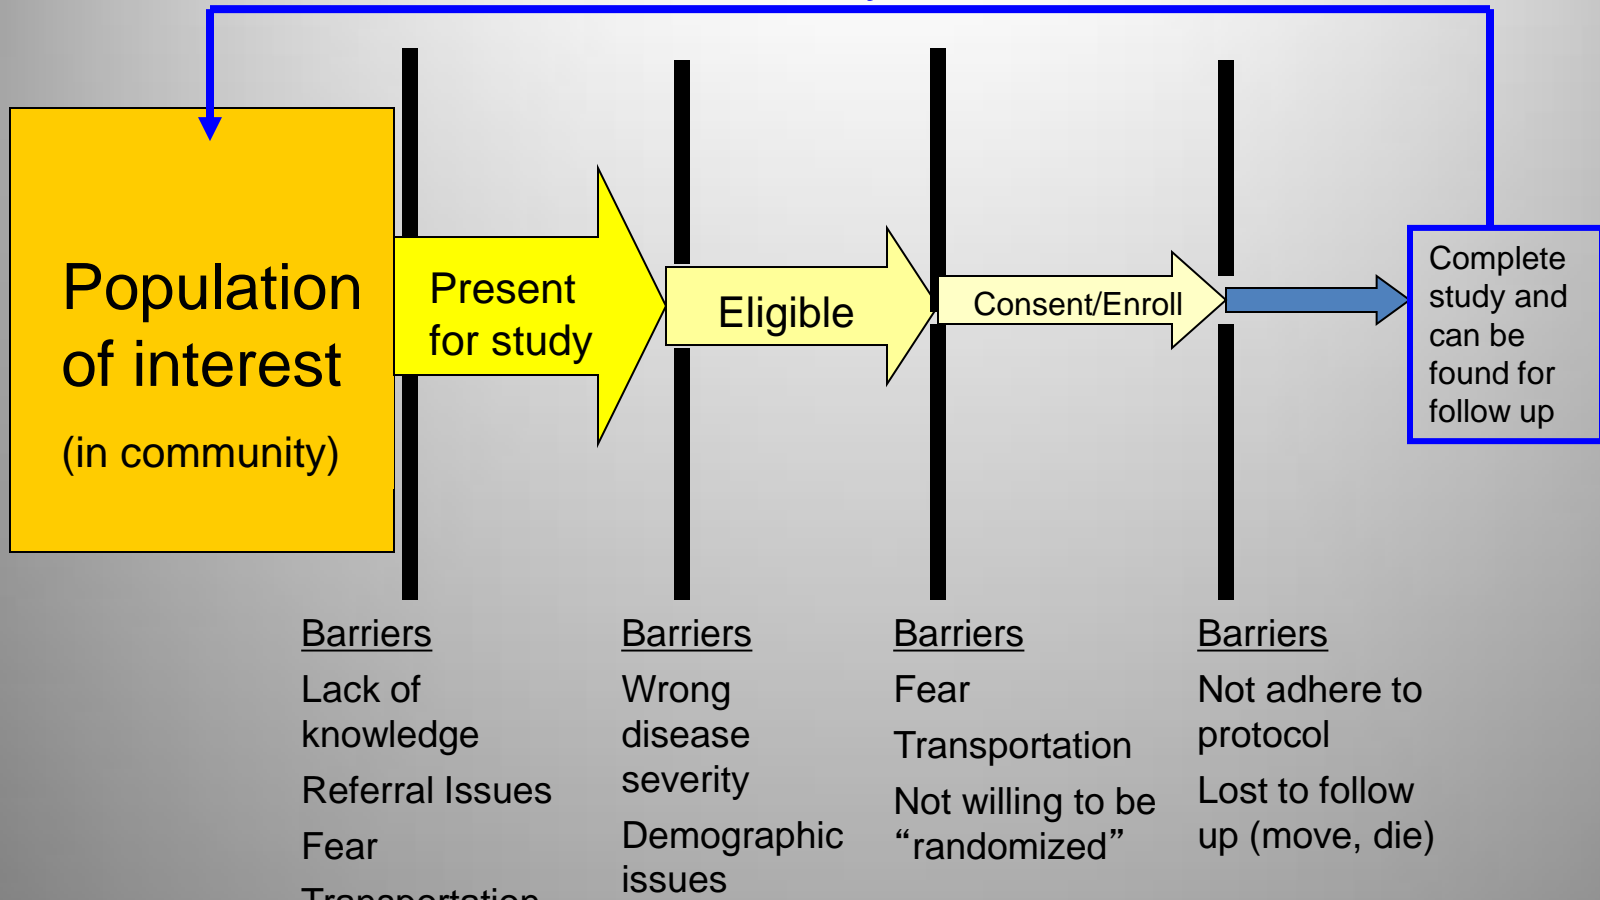 Population
of interest
(in community)
Present
for study
Eligible
Consent/Enroll
Complete
study and
can be
found for
follow up
Barriers
Lack of
knowledge
Referral Issues
Fear
Transportation
Barriers
Wrong
disease
severity
Demographic
issues
Barriers
Fear
Transportation
Not willing to be
“randomized”
Barriers
Not adhere to
protocol
Lost to follow
up (move, die)